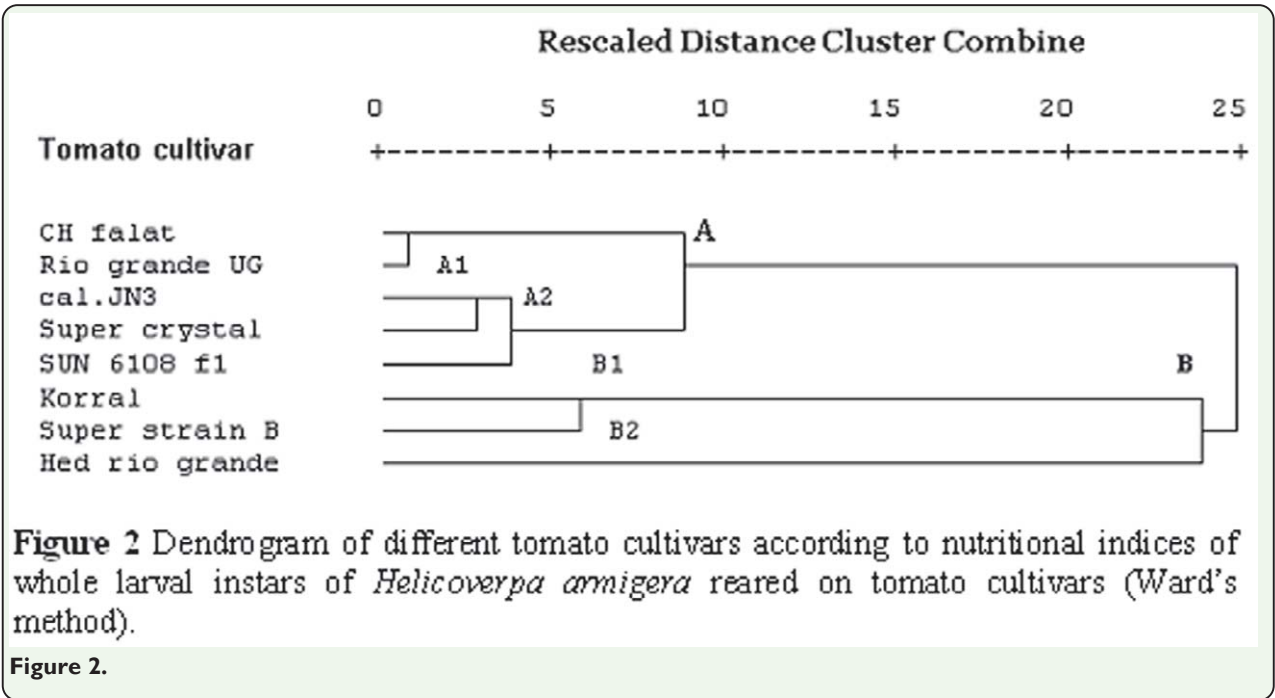 Rescaled Distance Cluster Combine
0 5 10 15 20 25
Tomato cultivar +---------+---------+---------+---------+---------+
CH falat A
Rio grande UG A1
cal.JN3 A2
Super crystal
SUN 6108 f1 B1 B
Korral
Super strain B B2
Hed rio grande
Figure 2 Dendrogram of different tomato cultivars according to nutritional indices of
whole larval instars of Helicoverpa armigera reared on tomato cultivars (Ward's
method).
Figure 2.